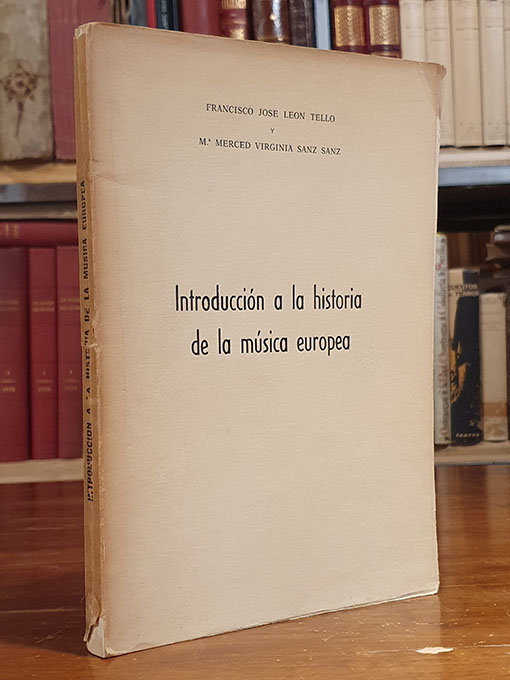 FRANCISCO JOSE LEON TELLO
Y
M.ª MERCED VIRGINIA SANZ SANZ
Introducción a la historia
de la música europea
INTRODUCCION A LA HISTORIA DE LA MUSICA EUROPEA
CUENTOS